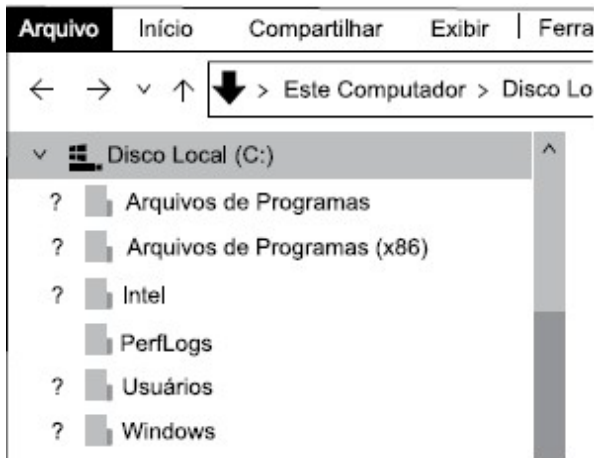 Arquivo Início Compartilhar Exibir | Ferra
← → ˅ ↑ > Este Computador > Disco Lo
˅ Disco Local (C:) ^
? Arquivos de Programas
? Arquivos de Programas (x86)
? Intel
PerfLogs
? Usuários
? Windows